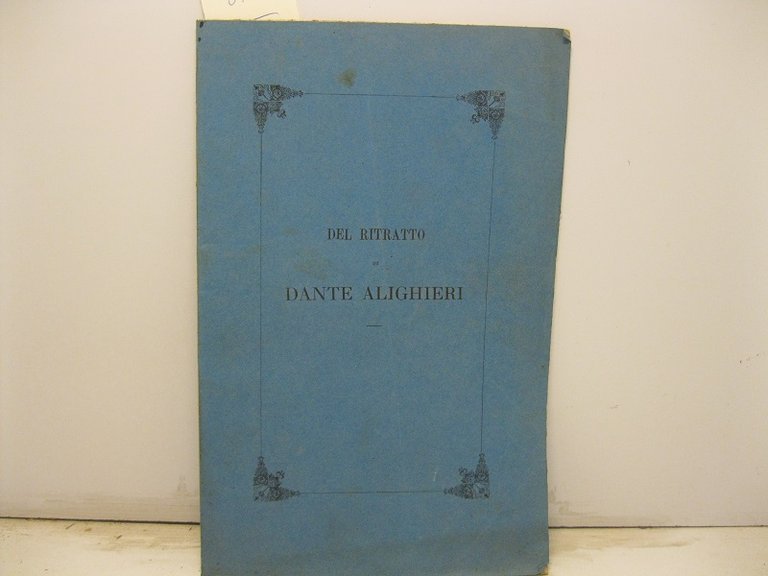 DEL RITRATTO
DI
DANTE ALIGHIERI